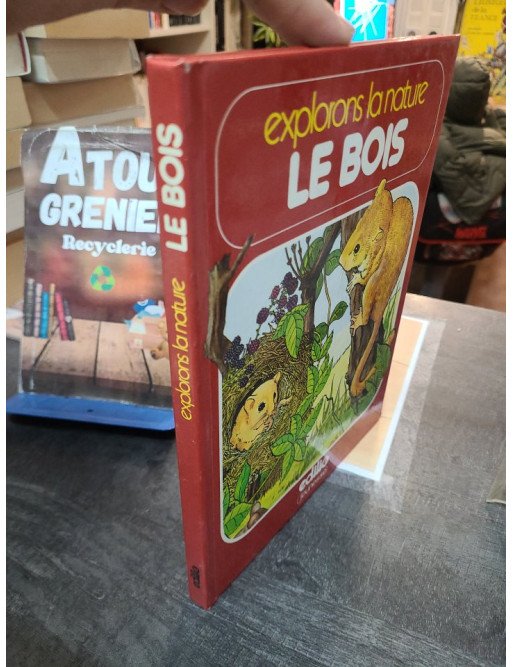 explorons la nature
LE BOIS
explorons la nature LE BOIS
ATOU
GRENIE
Recyclerie